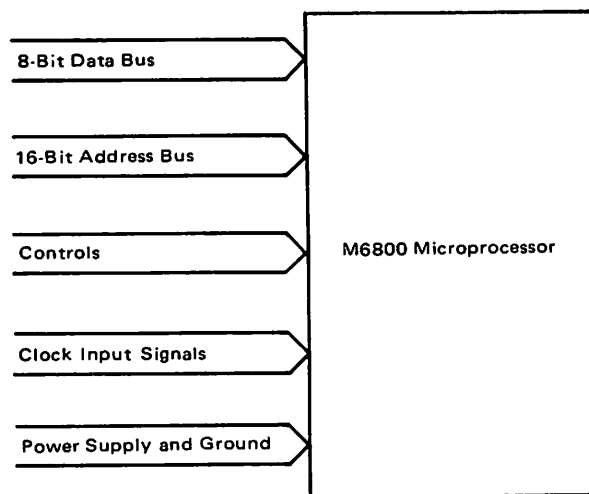 8-Bit Data Bus
16-Bit Address Bus
Controls
M6800 Microprocessor
Clock Input Signals
Power Supply and Ground